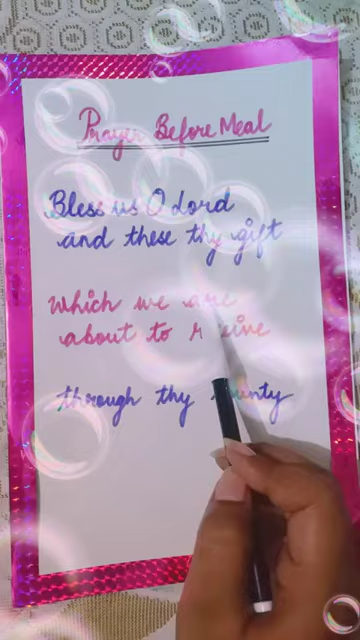 Prayer Before Meal
Bless us O Lord
and these thy gift
which we are
about to
through thy